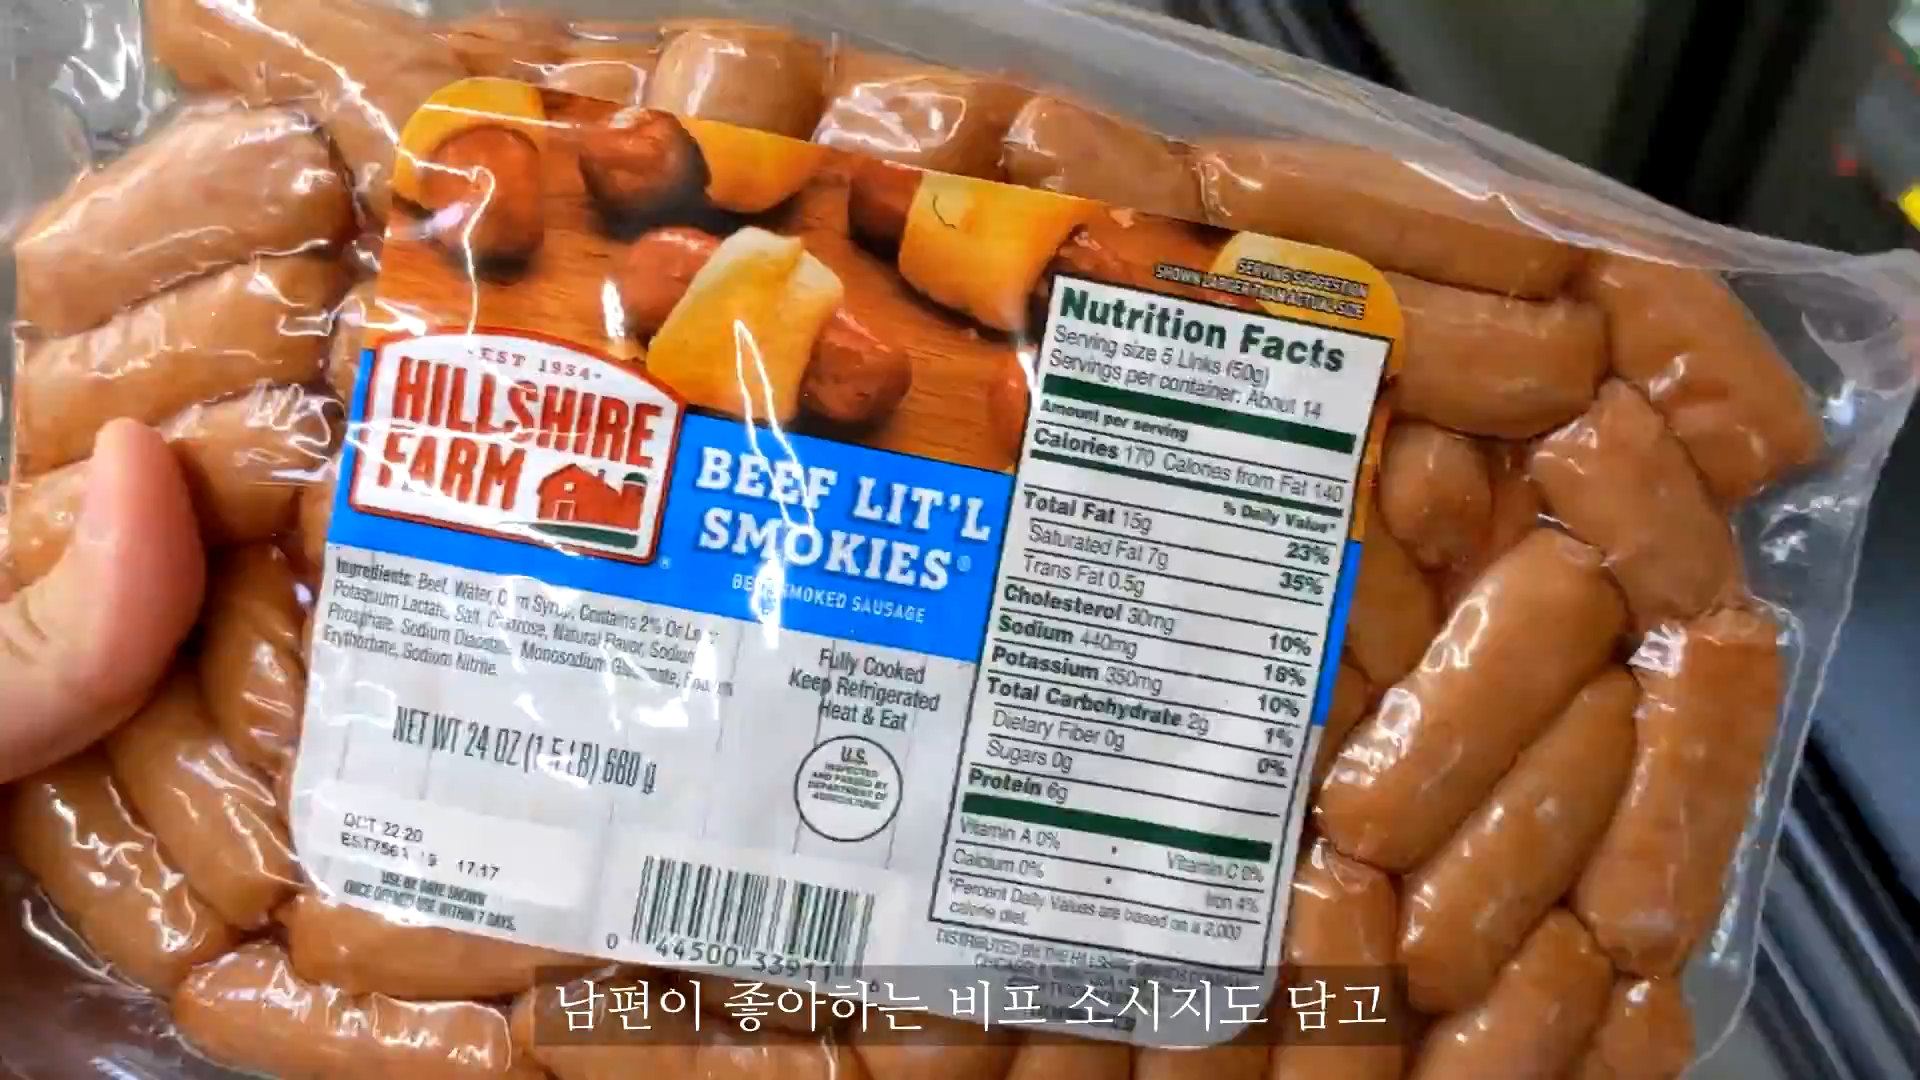 SERVING SUGGESTION
SHOWN LARGER THAN ACTUAL SIZE
EST 1934
HILLSHIRE
FARM
®
BEEF LIT'L
SMOKIES®
BEEF SMOKED SAUSAGE
Ingredients: Beef, Water, Corn Syrup, Contains 2% Or Less:
Potassium Lactate, Salt, Dextrose, Natural Flavor, Sodium
Phosphate, Sodium Diacetate, Monosodium Glutamate, Sodium
Erythorbate, Sodium Nitrite.
Fully Cooked
Keep Refrigerated
Heat & Eat
NET WT 24 OZ (1.5 LB) 680 g
U.S.
INSPECTED
AND PASSED BY
DEPARTMENT OF
AGRICULTURE
OCT 22 20
17:17
USE BY DATE SHOWN
ONCE OPENED USE WITHIN 7 DAYS.
0 44500 33911 6
Nutrition Facts
Serving size 5 Links (50g)
Servings per container: About 14
Amount per serving
Calories 170 Calories from Fat 140
% Daily Value*
Total Fat 15g 23%
Saturated Fat 7g 35%
Trans Fat 0.5g
Cholesterol 30mg 10%
Sodium 440mg 18%
Potassium 350mg 10%
Total Carbohydrate 2g 1%
Dietary Fiber 0g 0%
Sugars 0g
Protein 6g
Vitamin A 0% • Vitamin C 0%
Calcium 0% • Iron 4%
*Percent Daily Values are based on a 2,000
calorie diet.
DISTRIBUTED BY THE HILLSHIRE
남편이 좋아하는 비프 소시지도 담고